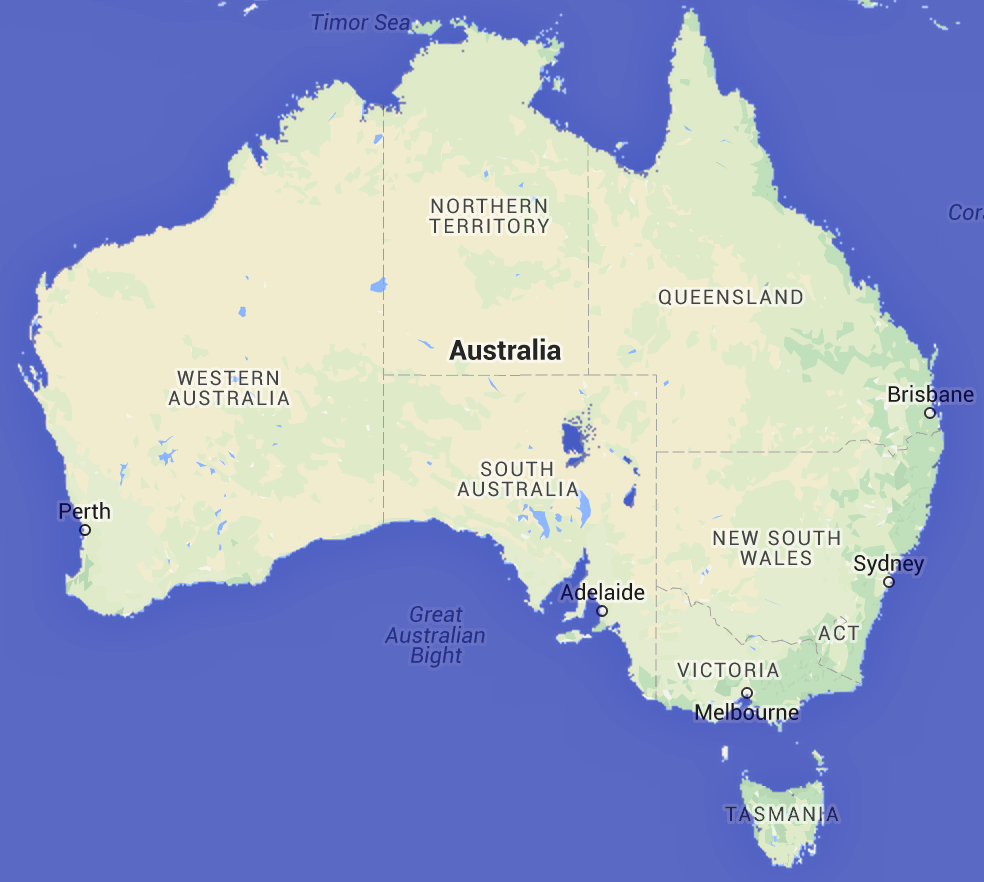 Timor Sea
NORTHERN
TERRITORY
QUEENSLAND
Australia
WESTERN
AUSTRALIA
Brisbane
SOUTH
AUSTRALIA
Perth
NEW SOUTH
WALES
Sydney
Adelaide
Great
Australian
Bight
ACT
VICTORIA
Melbourne
TASMANIA